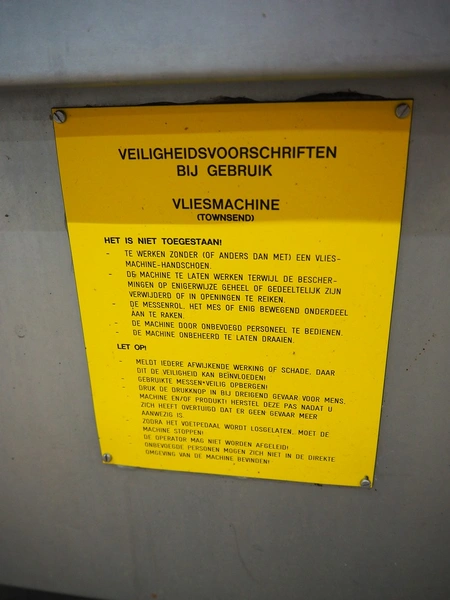 VEILIGHEIDSVOORSCHRIFTEN
BIJ GEBRUIK
VLIESMACHINE
(TOWNSEND)
HET IS NIET TOEGESTAAN!
- TE WERKEN ZONDER (OF ANDERS DAN MET) EEN VLIES-
MACHINE-HANDSCHOEN.
- DE MACHINE TE LATEN WERKEN TERWIJL DE BESCHER-
MINGEN OP ENIGERWIJZE GEHEEL OF GEDEELTELIJK ZIJN
VERWIJDERD OF IN OPENINGEN TE REIKEN.
- DE MESSENROL, HET MES OF ENIG BEWEGEND ONDERDEEL
AAN TE RAKEN.
- DE MACHINE DOOR ONBEVOEGD PERSONEEL TE BEDIENEN.
- DE MACHINE ONBEHEERD TE LATEN DRAAIEN.
LET OP!
- MELDT IEDERE AFWIJKENDE WERKING OF SCHADE, DAAR
DIT DE VEILIGHEID KAN BEÏNVLOEDEN!
- GEBRUIKTE MESSEN VEILIG OPBERGEN!
- DRUK DE DRUKKNOP IN BIJ DREIGEND GEVAAR VOOR MENS,
MACHINE EN/OF PRODUKT! HERSTEL DEZE PAS NADAT U
ZICH HEEFT OVERTUIGD DAT ER GEEN GEVAAR MEER
AANWEZIG IS.
- ZODRA HET VOETPEDAAL WORDT LOSGELATEN, MOET DE
MACHINE STOPPEN!
- DE OPERATOR MAG NIET WORDEN AFGELEID!
- ONBEVOEGDE PERSONEN MOGEN ZICH NIET IN DE DIREKTE
OMGEVING VAN DE MACHINE BEVINDEN!